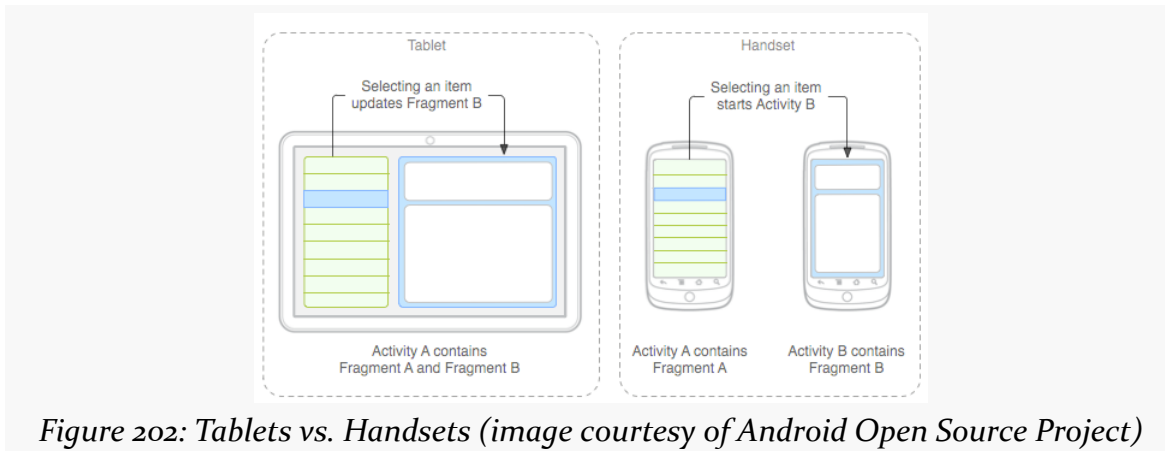 Tablet
Selecting an item
updates Fragment B
Activity A contains
Fragment A and Fragment B
Handset
Selecting an item
starts Activity B
Activity A contains
Fragment A
Activity B contains
Fragment B
Figure 202: Tablets vs. Handsets (image courtesy of Android Open Source Project)